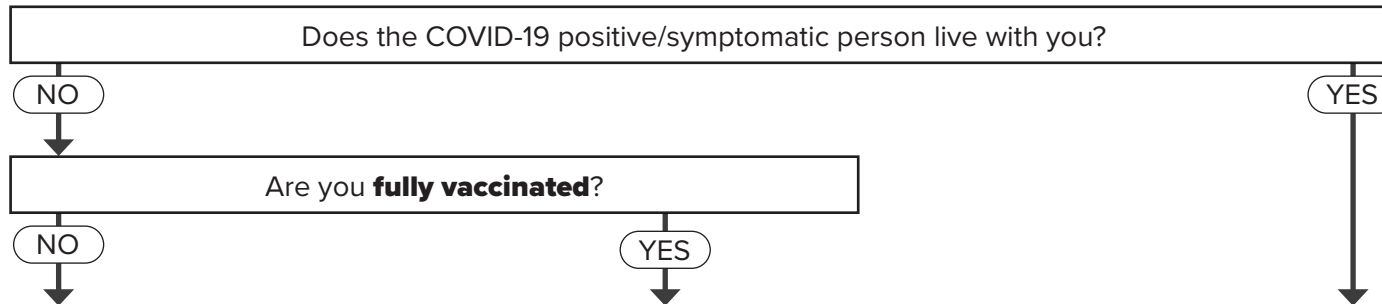 Does the COVID-19 positive/symptomatic person live with you?
NO
YES
Are you fully vaccinated?
NO
YES